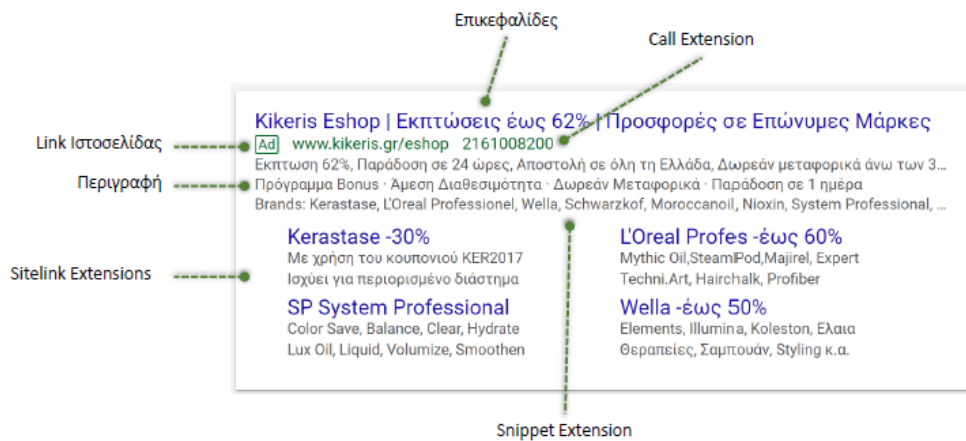 Επικεφαλίδες
Call Extension
Kikeris Eshop | Εκπτώσεις έως 62% | Προσφορές σε Επώνυμες Μάρκες
Link Ιστοσελίδας
Ad www.kikeris.gr/eshop 2161008200
Εκπτωση 62%, Παράδοση σε 24 ώρες, Αποστολή σε όλη τη Ελλάδα, Δωρεάν μεταφορικά άνω των 3...
Περιγραφή
Πρόγραμμα Bonus · Άμεση Διαθεσιμότητα · Δωρεάν Μεταφορικά · Παράδοση σε 1 ημέρα
Brands: Kerastase, L'Oreal Professionel, Wella, Schwarzkof, Moroccanoil, Nioxin, System Professional, ...
Sitelink Extensions
Kerastase -30%
Με χρήση του κουπονιού KER2017
Ισχύει για περιορισμένο διάστημα
L'Oreal Profes -έως 60%
Mythic Oil,SteamPod,Majirel, Expert
Techni.Art, Hairchalk, Profiber
SP System Professional
Color Save, Balance, Clear, Hydrate
Lux Oil, Liquid, Volumize, Smoothen
Wella -έως 50%
Elements, Illumina, Koleston, Ελαια
Θεραπείες, Σαμπουάν, Styling κ.α.
Snippet Extension